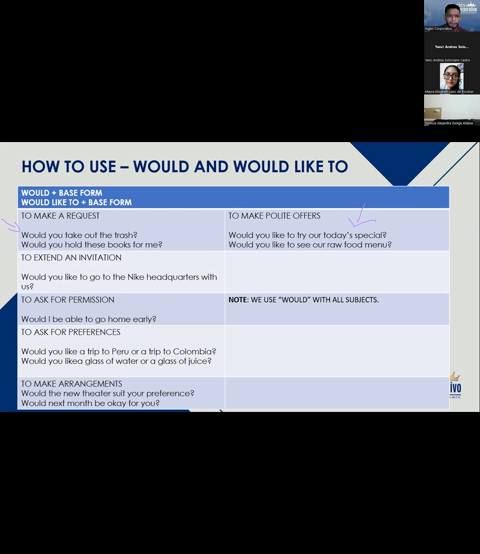 Yenci Andrea Solo...
HOW TO USE – WOULD AND WOULD LIKE TO
WOULD + BASE FORM
WOULD LIKE TO + BASE FORM
TO MAKE A REQUEST
Would you take out the trash?
Would you hold these books for me?
TO MAKE POLITE OFFERS
Would you like to try our today's special?
Would you like to see our raw food menu?
TO EXTEND AN INVITATION
Would you like to go to the Nike headquarters with
us?
TO ASK FOR PERMISSION
Would I be able to go home early?
NOTE: WE USE "WOULD" WITH ALL SUBJECTS.
TO ASK FOR PREFERENCES
Would you like a trip to Peru or a trip to Colombia?
Would you likea glass of water or a glass of juice?
TO MAKE ARRANGEMENTS
Would the new theater suit your preference?
Would next month be okay for you?